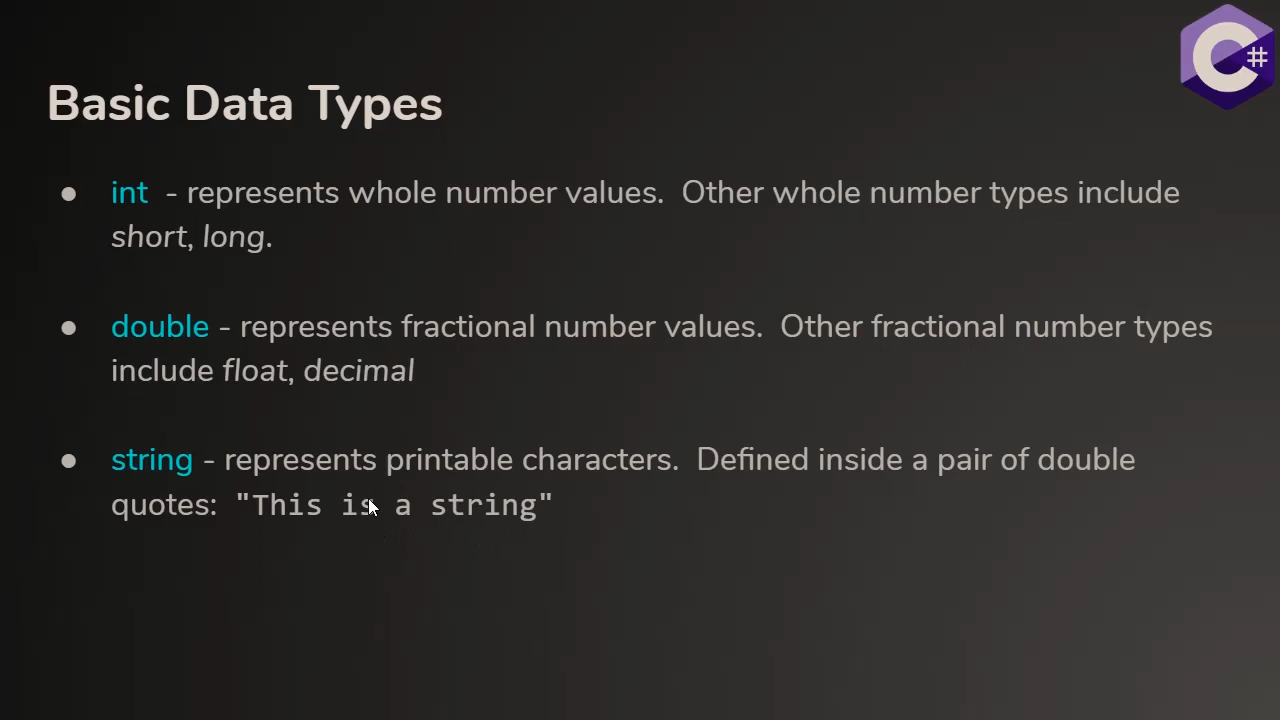 C#
Basic Data Types
● int - represents whole number values. Other whole number types include
short, long.
● double - represents fractional number values. Other fractional number types
include float, decimal
● string - represents printable characters. Defined inside a pair of double
quotes: "This is a string"